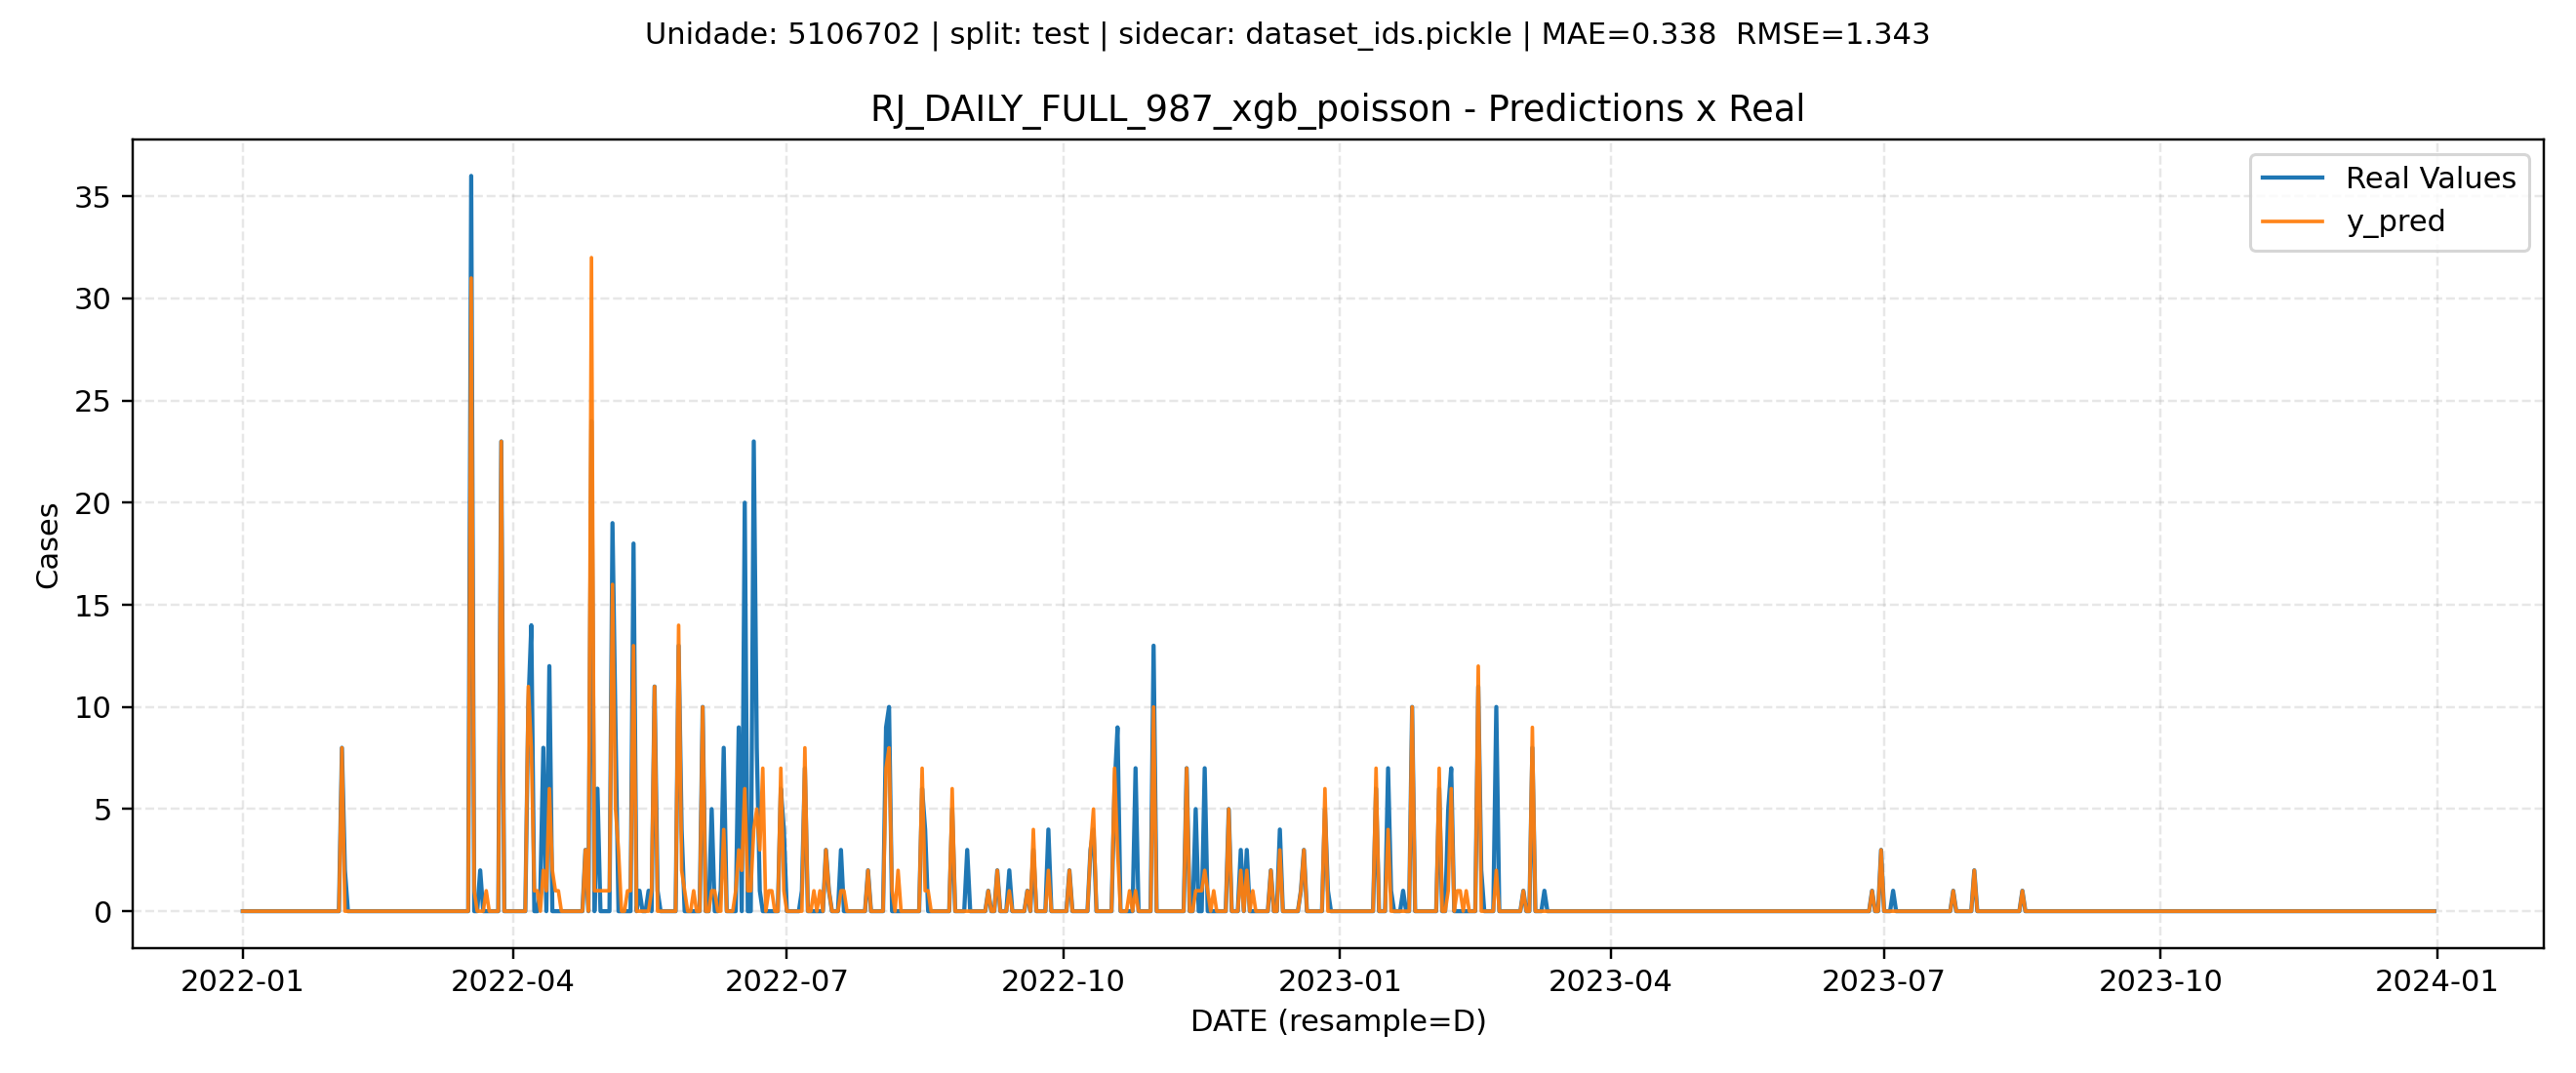 Unidade: 5106702 | split: test | sidecar: dataset_ids.pickle | MAE=0.338  RMSE=1.343
RJ_DAILY_FULL_987_xgb_poisson - Predictions x Real
Real Values
y_pred
35
30
25
20
15
10
5
0
Cases
2022-01
2022-04
2022-07
2022-10
2023-01
2023-04
2023-07
2023-10
2024-01
DATE (resample=D)